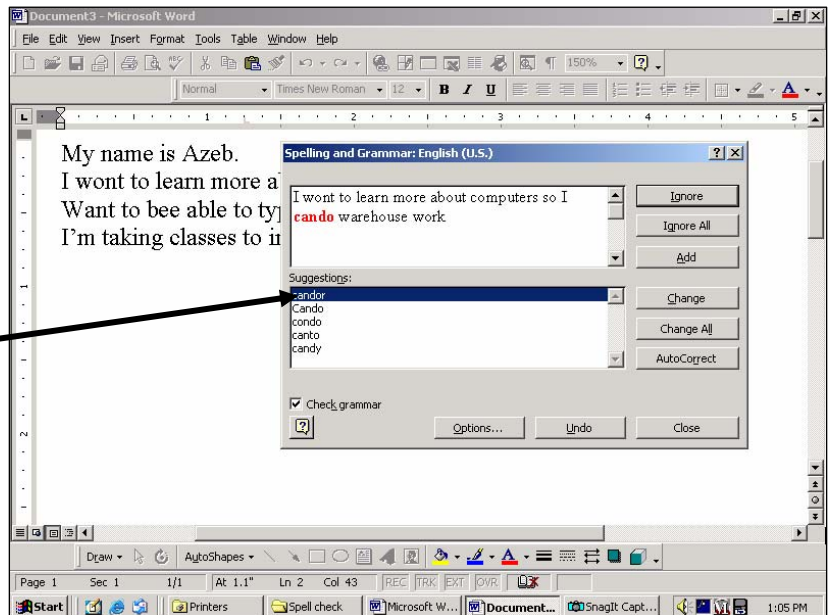 Document3 - Microsoft Word
File Edit View Insert Format Tools Table Window Help
150%
Normal Times New Roman 12 B I U
1 2 3 4 5
My name is Azeb.
I wont to learn more a
Want to bee able to ty
I'm taking classes to i
Spelling and Grammar: English (U.S.)
I wont to learn more about computers so I
cando warehouse work
Ignore
Ignore All
Add
Suggestions:
candor
Cando
condo
canto
candy
Change
Change All
AutoCorrect
Check grammar
Options... Undo Close
Draw AutoShapes
Page 1 Sec 1 1/1 At 1.1" Ln 2 Col 43 REC TRK EXT OVR
Start Printers Spell check Microsoft W... Document... SnagIt Capt... 1:05 PM